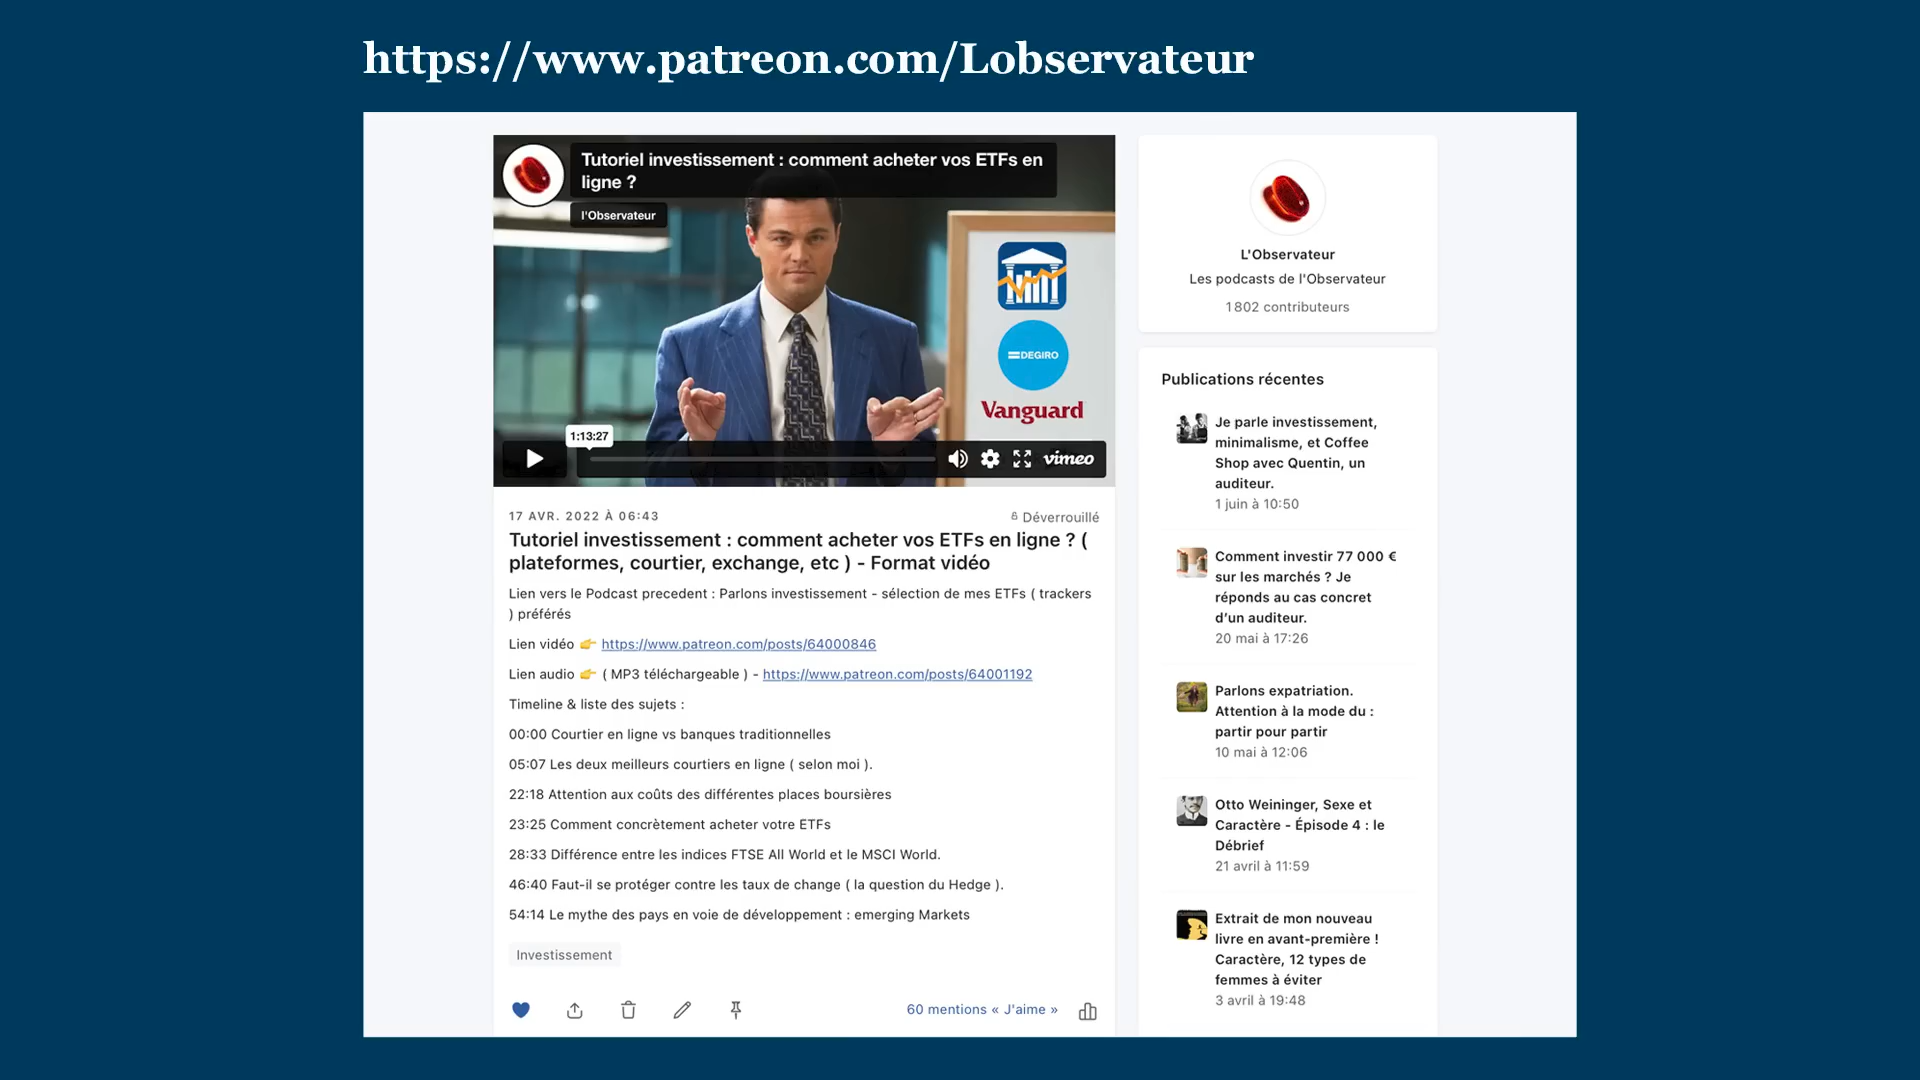 https://www.patreon.com/Lobservateur
Tutoriel investissement : comment acheter vos ETFs en
ligne ?
l'Observateur
DEGIRO
Vanguard
1:13:27
vimeo
17 AVR. 2022 À 06:43
Déverrouillé
Tutoriel investissement : comment acheter vos ETFs en ligne ? (
plateformes, courtier, exchange, etc ) - Format vidéo
Lien vers le Podcast precedent : Parlons investissement - sélection de mes ETFs ( trackers
) préférés
Lien vidéo 👉 https://www.patreon.com/posts/64000846
Lien audio 👉 ( MP3 téléchargeable ) - https://www.patreon.com/posts/64001192
Timeline & liste des sujets :
00:00 Courtier en ligne vs banques traditionnelles
05:07 Les deux meilleurs courtiers en ligne ( selon moi ).
22:18 Attention aux coûts des différentes places boursières
23:25 Comment concrètement acheter votre ETFs
28:33 Différence entre les indices FTSE All World et le MSCI World.
46:40 Faut-il se protéger contre les taux de change ( la question du Hedge ).
54:14 Le mythe des pays en voie de développement : emerging Markets
Investissement
60 mentions « J'aime »
L'Observateur
Les podcasts de l'Observateur
1 802 contributeurs
Publications récentes
Je parle investissement,
minimalisme, et Coffee
Shop avec Quentin, un
auditeur.
1 juin à 10:50
Comment investir 77 000 €
sur les marchés ? Je
réponds au cas concret
d'un auditeur.
20 mai à 17:26
Parlons expatriation.
Attention à la mode du :
partir pour partir
10 mai à 12:06
Otto Weininger, Sexe et
Caractère - Épisode 4 : le
Débrief
21 avril à 11:59
Extrait de mon nouveau
livre en avant-première !
Caractère, 12 types de
femmes à éviter
3 avril à 19:48